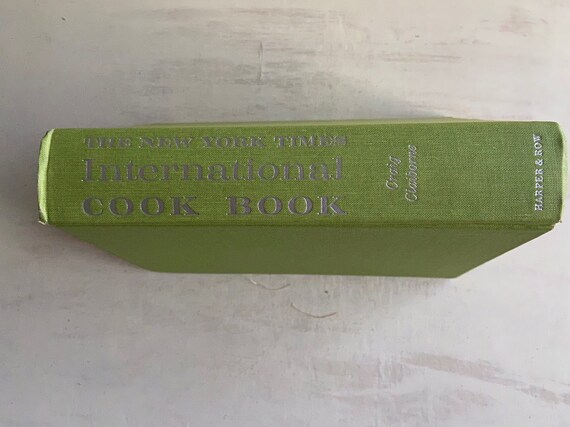 THE NEW YORK TIMES
International
COOK BOOK
Craig
Claiborne
HARPER & ROW